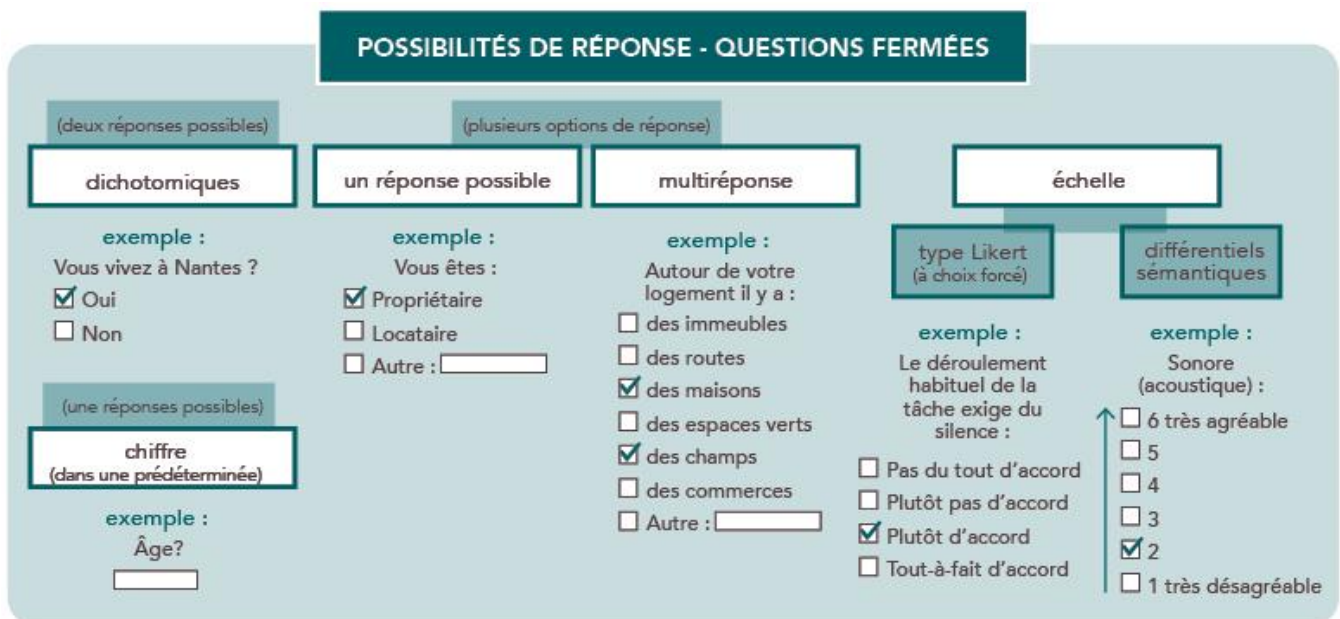 POSSIBILITÉS DE RÉPONSE - QUESTIONS FERMÉES
(deux réponses possibles)
dichotomiques
exemple :
Vous vivez à Nantes ?
Oui
Non
(une réponses possibles)
chiffre
(dans une prédéterminée)
exemple :
Âge?
(plusieurs options de réponse)
un réponse possible
exemple :
Vous êtes :
Propriétaire
Locataire
Autre :
multiréponse
exemple :
Autour de votre
logement il y a :
des immeubles
des routes
des maisons
des espaces verts
des champs
des commerces
Autre :
échelle
type Likert
(à choix forcé)
exemple :
Le déroulement
habituel de la
tâche exige du
silence :
Pas du tout d'accord
Plutôt pas d'accord
Plutôt d'accord
Tout-à-fait d'accord
différentiels
sémantiques
exemple :
Sonore
(acoustique) :
6 très agréable
5
4
3
2
1 très désagréable